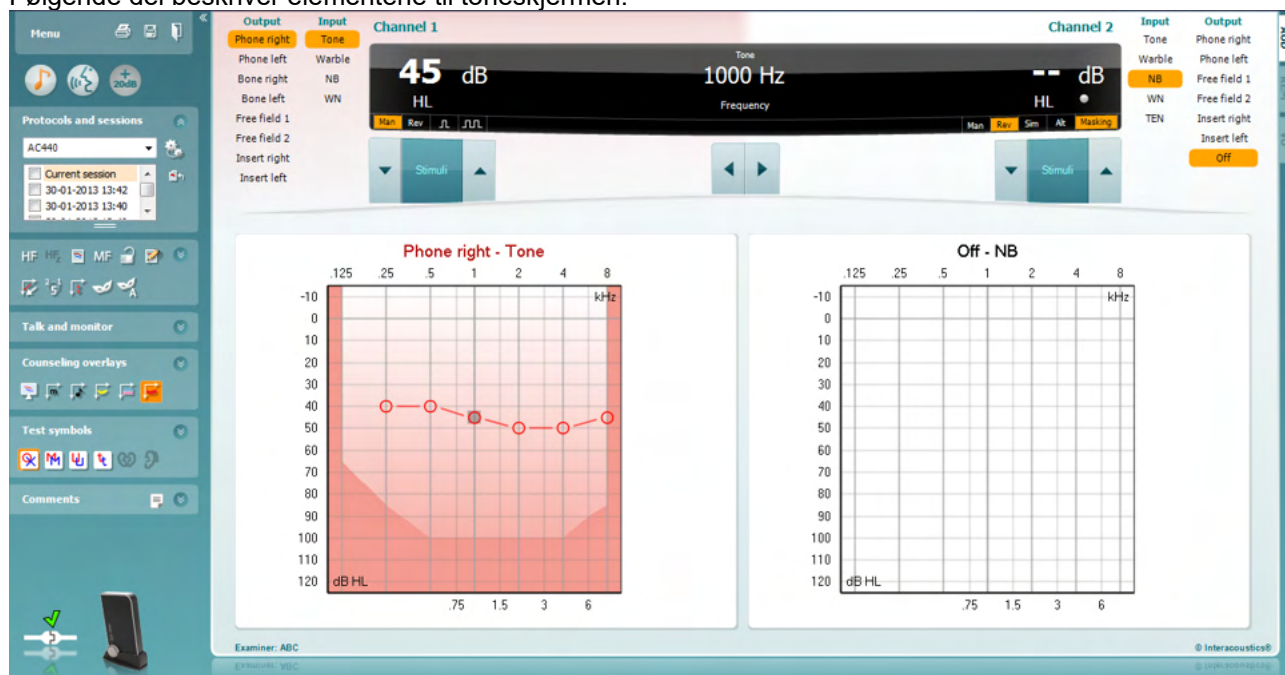 Følgende del beskriver elementene til toneskjermen.
Menu
20dB
Protocols and sessions
AC440
Current session
30-01-2013 13:42
30-01-2013 13:40
HF HF₂ MF
Talk and monitor
Counseling overlays
Test symbols
Comments
Output Input
Phone right Tone
Phone left Warble
Bone right NB
Bone left WN
Free field 1
Free field 2
Insert right
Insert left
Channel 1
Channel 2
Tone
45 dB 1000 Hz -- dB
HL Frequency HL
Man Rev
Man Rev Sim Alt Masking
Stimuli
Stimuli
Input Output
Tone Phone right
Warble Phone left
NB Free field 1
WN Free field 2
TEN Insert right
Insert left
Off
Phone right - Tone
.125 .25 .5 1 2 4 8
kHz
-10
0
10
20
30
40
50
60
70
80
90
100
110
120 dB HL
.75 1.5 3 6
Off - NB
.125 .25 .5 1 2 4 8
kHz
-10
0
10
20
30
40
50
60
70
80
90
100
110
120 dB HL
.75 1.5 3 6
Examiner: ABC
© Interacoustics®